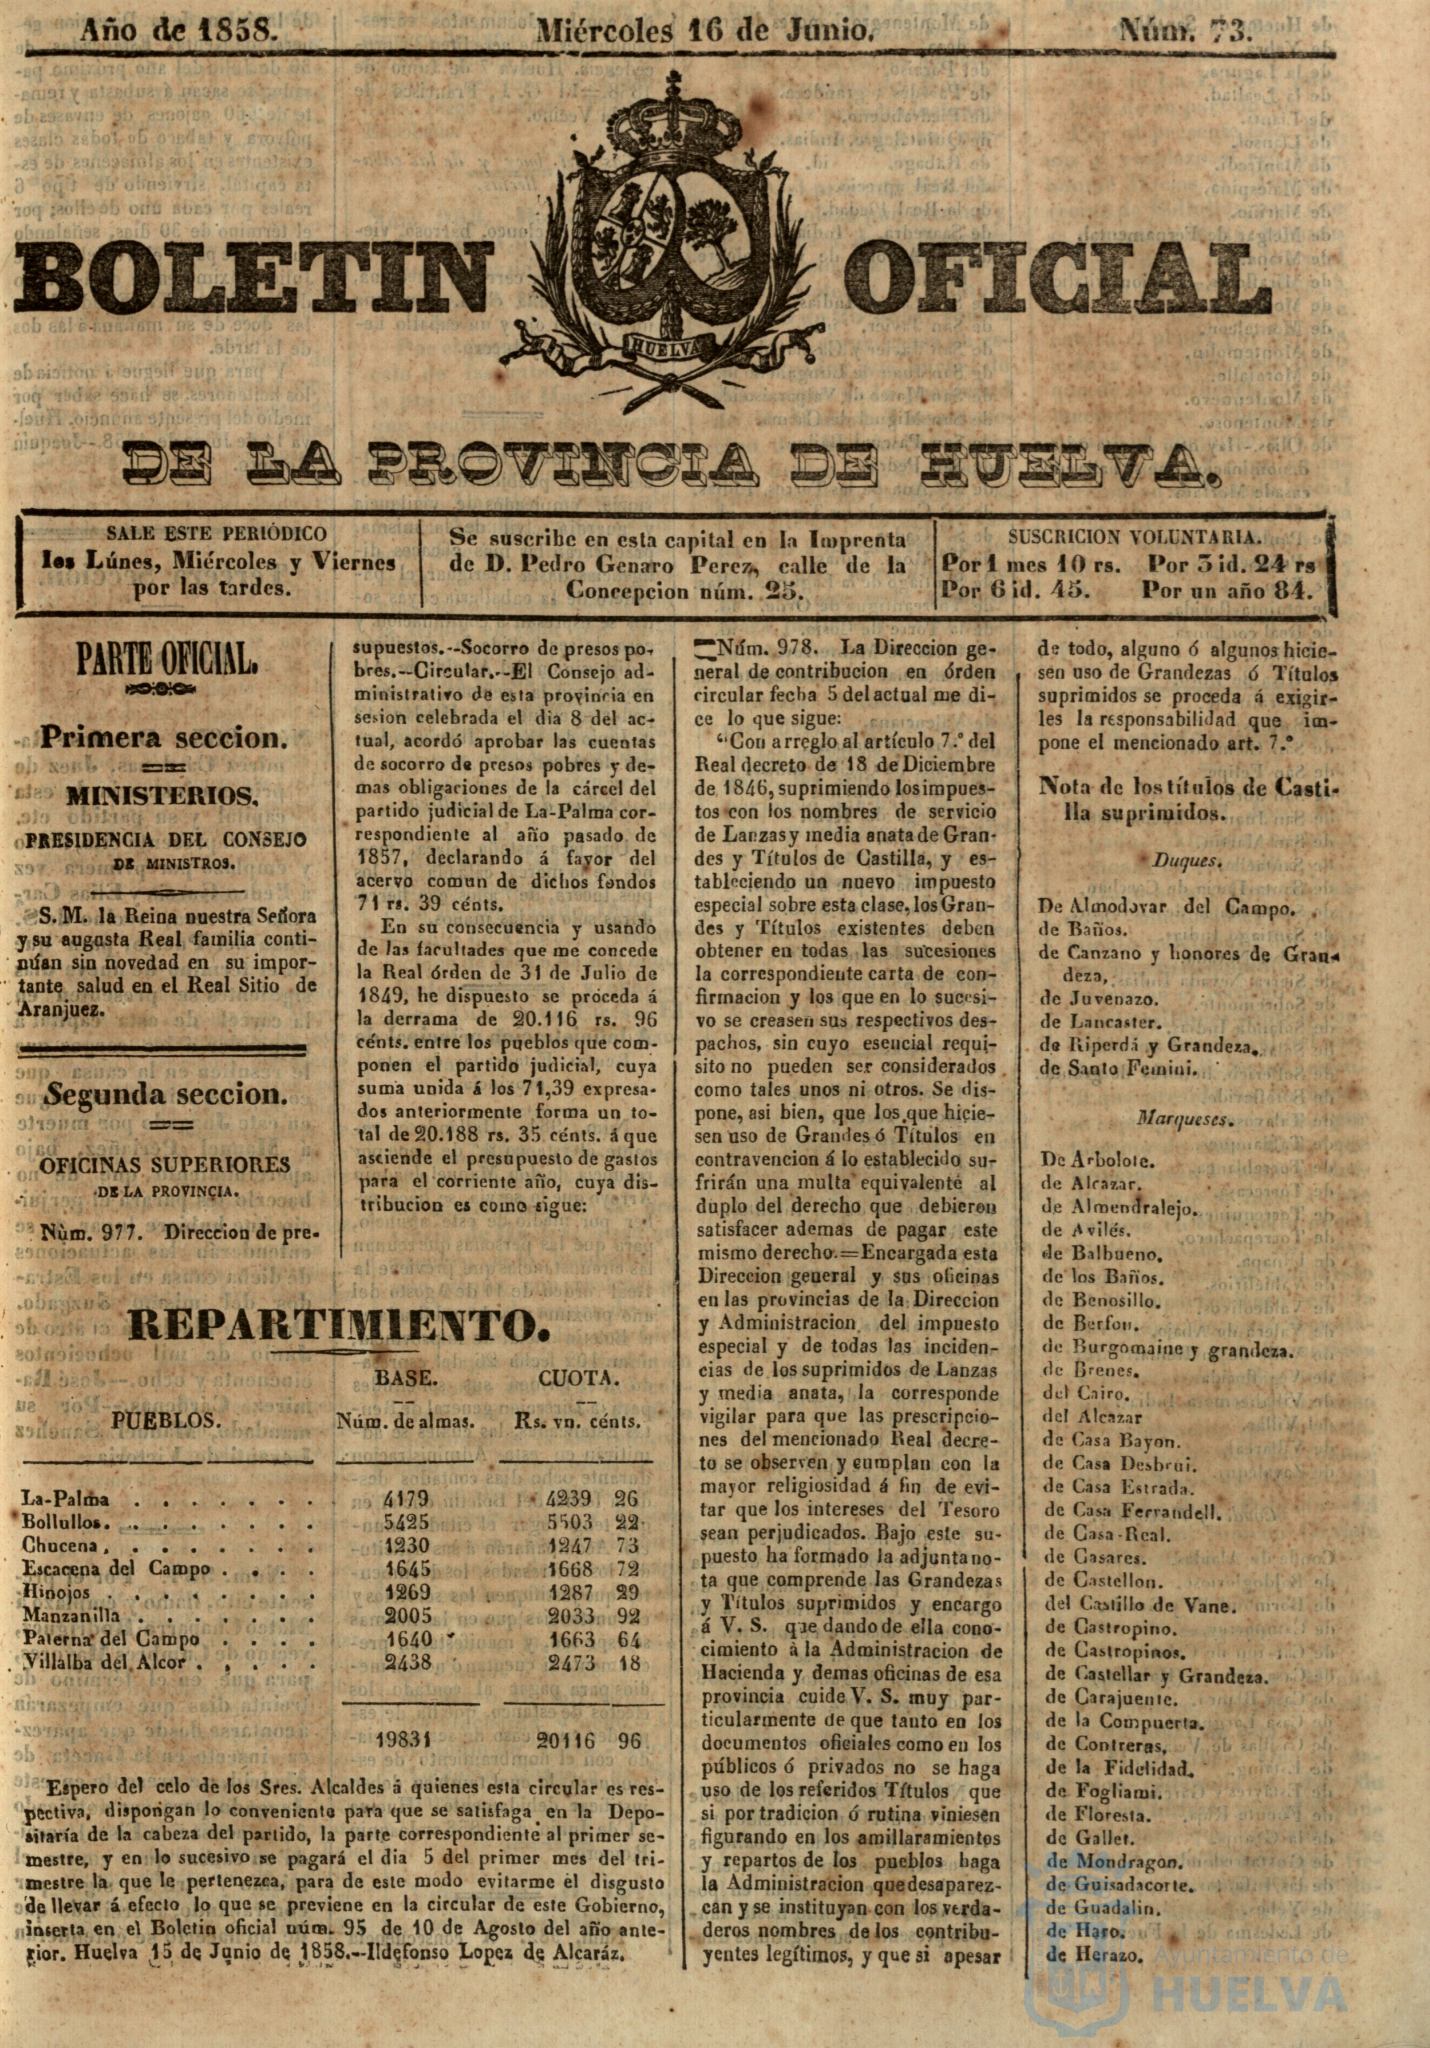 Año de 1858.
Miércoles 16 de Junio.
Núm. 73.
BOLETIN OFICIAL
HUELVA
DE LA PROVINCIA DE HUELVA.
SALE ESTE PERIÓDICO
los Lúnes, Miércoles y Viernes
por las tardes.
Se suscribe en esta capital en la Imprenta
de D. Pedro Genaro Perez, calle de la
Concepcion núm. 25.
SUSCRICION VOLUNTARIA.
Por 1 mes 10 rs. Por 3 id. 24 rs
Por 6 id. 45. Por un año 84.
PARTE OFICIAL.
Primera seccion.
MINISTERIOS.
PRESIDENCIA DEL CONSEJO
DE MINISTROS.
S. M. la Reina nuestra Señora
y su augusta Real familia conti-
núan sin novedad en su impor-
tante salud en el Real Sitio de
Aranjuez.
Segunda seccion.
OFICINAS SUPERIORES
DE LA PROVINCIA.
Nùm. 977. Direccion de pre-
supuestos.--Socorro de presos po-
bres.--Circular.--El Consejo ad-
ministrativo de esta provincia en
sesion celebrada el dia 8 del ac-
tual, acordó aprobar las cuentas
de socorro de presos pobres y de-
mas obligaciones de la cárcel del
partido judicial de La-Palma cor-
respondiente al año pasado de
1857, declarando á favor del
acervo comun de dichos fondos
71 rs. 39 cénts.
En su consecuencia y usando
de las facultades que me concede
la Real órden de 31 de Julio de
1849, he dispuesto se proceda á
la derrama de 20.116 rs. 96
cénts. entre los pueblos que com-
ponen el partido judicial, cuya
suma unida á los 71,39 expresa-
dos anteriormente forma un to-
tal de 20.188 rs. 35 cénts. á que
asciende el presupuesto de gastos
para el corriente año, cuya dis-
tribucion es como sigue:
REPARTIMIENTO.
BASE. CUOTA.
PUEBLOS. Núm. de almas. Rs. vn. cénts.
La-Palma . . . . . . . 4179 4239 26
Bollullos. . . . . . . . 5425 5503 22
Chucena . . . . . . . 1230 1247 73
Escacena del Campo . . . . 1645 1668 72
Hinojos . . . . . . . . 1269 1287 29
Manzanilla . . . . . . . 2005 2033 92
Paterna del Campo . . . . 1640 1663 64
Villalba del Alcor . . . . . 2438 2473 18
19831 20116 96
Espero del celo de los Sres. Alcaldes á quienes esta circular es res-
pectiva, dispongan lo conveniente para que se satisfaga en la Depo-
sitaría de la cabeza del partido, la parte correspondiente al primer se-
mestre, y en lo sucesivo se pagará el dia 5 del primer mes del tri-
mestre la que le pertenezca, para de este modo evitarme el disgusto
de llevar á efecto lo que se previene en la circular de este Gobierno,
inserta en el Boletin oficial núm. 95 de 10 de Agosto del año ante-
rior. Huelva 15 de Junio de 1858.--Ildefonso Lopez de Alcaráz.
Núm. 978. La Direccion ge-
neral de contribucion en órden
circular fecha 5 del actual me di-
ce lo que sigue:
“Con arreglo al artículo 7.° del
Real decreto de 18 de Diciembre
de 1846, suprimiendo los impues-
tos con los nombres de servicio
de Lanzas y media anata de Gran-
des y Títulos de Castilla, y es-
tableciendo un nuevo impuesto
especial sobre esta clase, los Gran-
des y Títulos existentes deben
obtener en todas las sucesiones
la correspondiente carta de con-
firmacion y los que en lo sucesi-
vo se creasen sus respectivos des-
pachos, sin cuyo esencial requi-
sito no pueden ser considerados
como tales unos ni otros. Se dis-
pone, asi bien, que los que hicie-
sen uso de Grandes ó Títulos en
contravencion á lo establecido su-
frirán una multa equivalente al
duplo del derecho que debieron
satisfacer ademas de pagar este
mismo derecho.=Encargada esta
Direccion general y sus oficinas
en las provincias de la Direccion
y Administracion del impuesto
especial y de todas las inciden-
cias de los suprimidos de Lanzas
y media anata, la corresponde
vigilar para que las prescripcio-
nes del mencionado Real decre-
to se observen y cumplan con la
mayor religiosidad á fin de evi-
tar que los intereses del Tesoro
sean perjudicados. Bajo este su-
puesto ha formado la adjunta no-
ta que comprende las Grandezas
y Títulos suprimidos y encargo
á V. S. que dando de ella cono-
cimiento à la Administracion de
Hacienda y demas oficinas de esa
provincia cuide V. S. muy par-
ticularmente de que tanto en los
documentos oficiales como en los
públicos ó privados no se haga
uso de los referidos Títulos que
si por tradicion ó rutina viniesen
figurando en los amillaramientos
y repartos de los pueblos haga
la Administracion que desaparez-
can y se instituyan con los verda-
deros nombres de los contribu-
yentes legítimos, y que si apesar
de todo, alguno ó algunos hicie-
sen uso de Grandezas ó Títulos
suprimidos se proceda á exigir-
les la responsabilidad que im-
pone el mencionado art. 7.°
Nota de los títulos de Casti-
lla suprimidos.
Duques.
De Almodovar del Campo.
de Baños.
de Canzano y honores de Gran-
deza,
de Juvenazo.
de Lancaster.
de Riperdá y Grandeza.
de Santo Femini.
Marqueses.
De Arbolote.
de Alcazar.
de Almendralejo.
de Avilés.
de Balbueno.
de los Baños.
de Benosillo.
de Berfon.
de Burgomaine y grandeza.
de Brenes.
del Cairo.
del Alcazar
de Casa Bayon.
de Casa Desbrui.
de Casa Estrada.
de Casa Ferrandell.
de Casa-Real.
de Casares.
de Castellon.
del Castillo de Vane.
de Castropino.
de Castropinos.
de Castellar y Grandeza.
de Carajuente.
de la Compuerta.
de Contreras.
de la Fidelidad.
de Fogliami.
de Floresta.
de Gallet.
de Mondragon.
de Guisadacorte.
de Guadalin.
de Haro.
de Herazo.
Ayuntamiento de
HUELVA